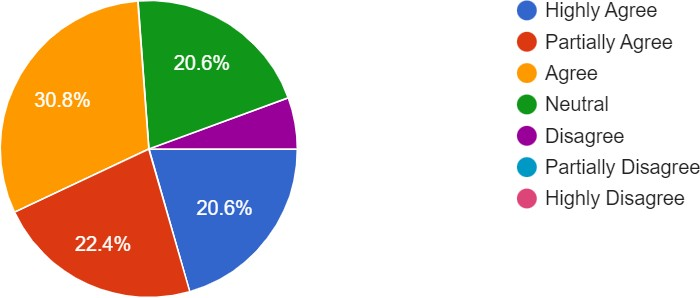 Highly Agree
Partially Agree
Agree
Neutral
Disagree
Partially Disagree
Highly Disagree
20.6%
30.8%
20.6%
22.4%